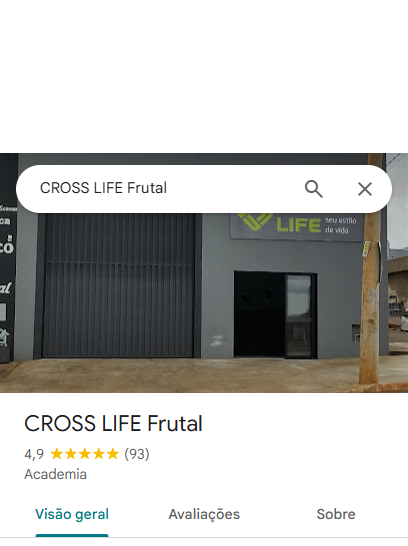 CROSS LIFE Frutal
LIFE
seu estilo
de vida
CROSS LIFE Frutal
4,9 (93)
Academia
Visão geral
Avaliações
Sobre